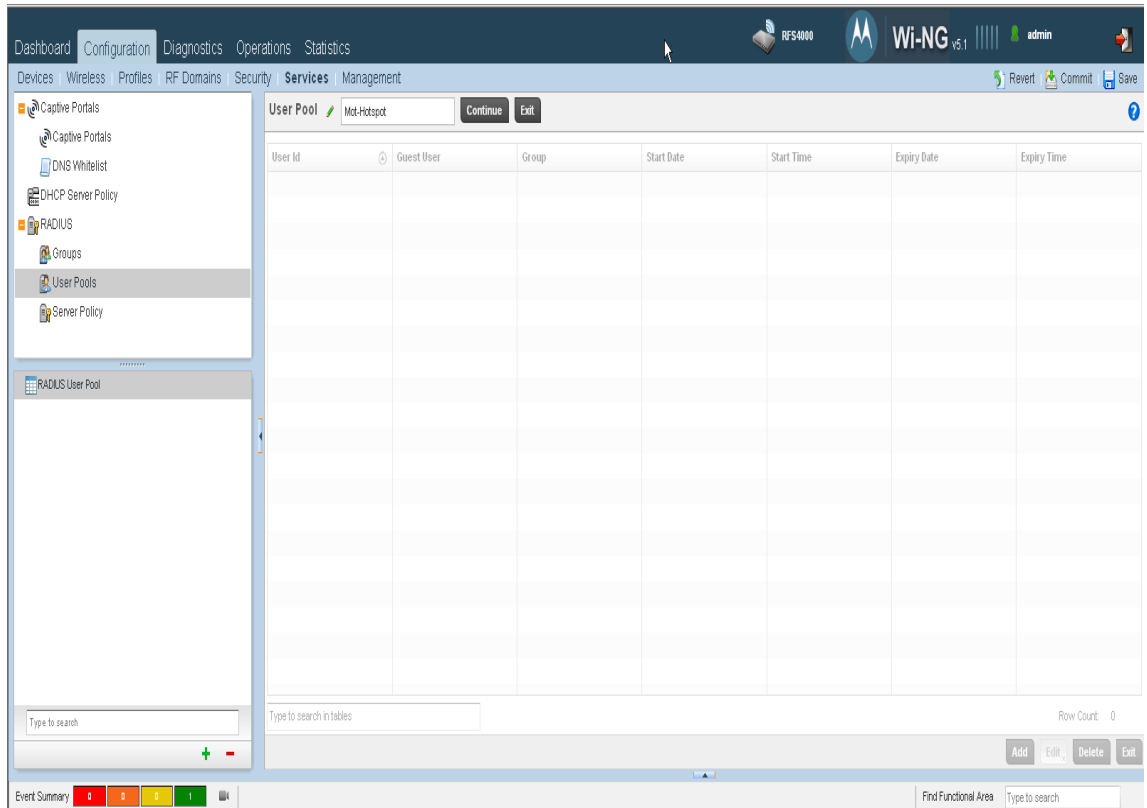 Dashboard Configuration Diagnostics Operations Statistics RFS4000 Wi-NG v5.1 admin
Devices Wireless Profiles RF Domains Security Services Management Revert Commit Save
Captive Portals
Captive Portals
DNS Whitelist
DHCP Server Policy
RADIUS
Groups
User Pools
Server Policy
RADIUS User Pool
Type to search
User Pool Mot-Hotspot Continue Exit
User Id Guest User Group Start Date Start Time Expiry Date Expiry Time
Type to search in tables Row Count: 0
Add Edit Delete Exit
Event Summary 0 0 0 1 Find Functional Area Type to search